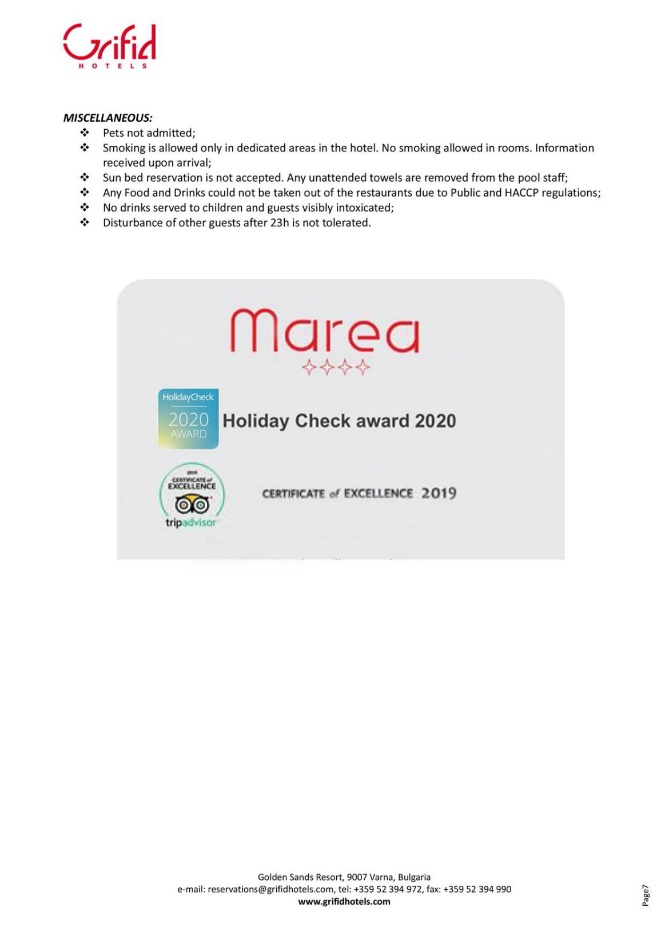 Grifid
HOTELS
MISCELLANEOUS:
❖ Pets not admitted;
❖ Smoking is allowed only in dedicated areas in the hotel. No smoking allowed in rooms. Information
received upon arrival;
❖ Sun bed reservation is not accepted. Any unattended towels are removed from the pool staff;
❖ Any Food and Drinks could not be taken out of the restaurants due to Public and HACCP regulations;
❖ No drinks served to children and guests visibly intoxicated;
❖ Disturbance of other guests after 23h is not tolerated.
marea
HolidayCheck
2020
AWARD
Holiday Check award 2020
2019
CERTIFICATE of
EXCELLENCE
tripadvisor
CERTIFICATE of EXCELLENCE 2019
Golden Sands Resort, 9007 Varna, Bulgaria
e-mail: reservations@grifidhotels.com, tel: +359 52 394 972, fax: +359 52 394 990
www.grifidhotels.com
Page7